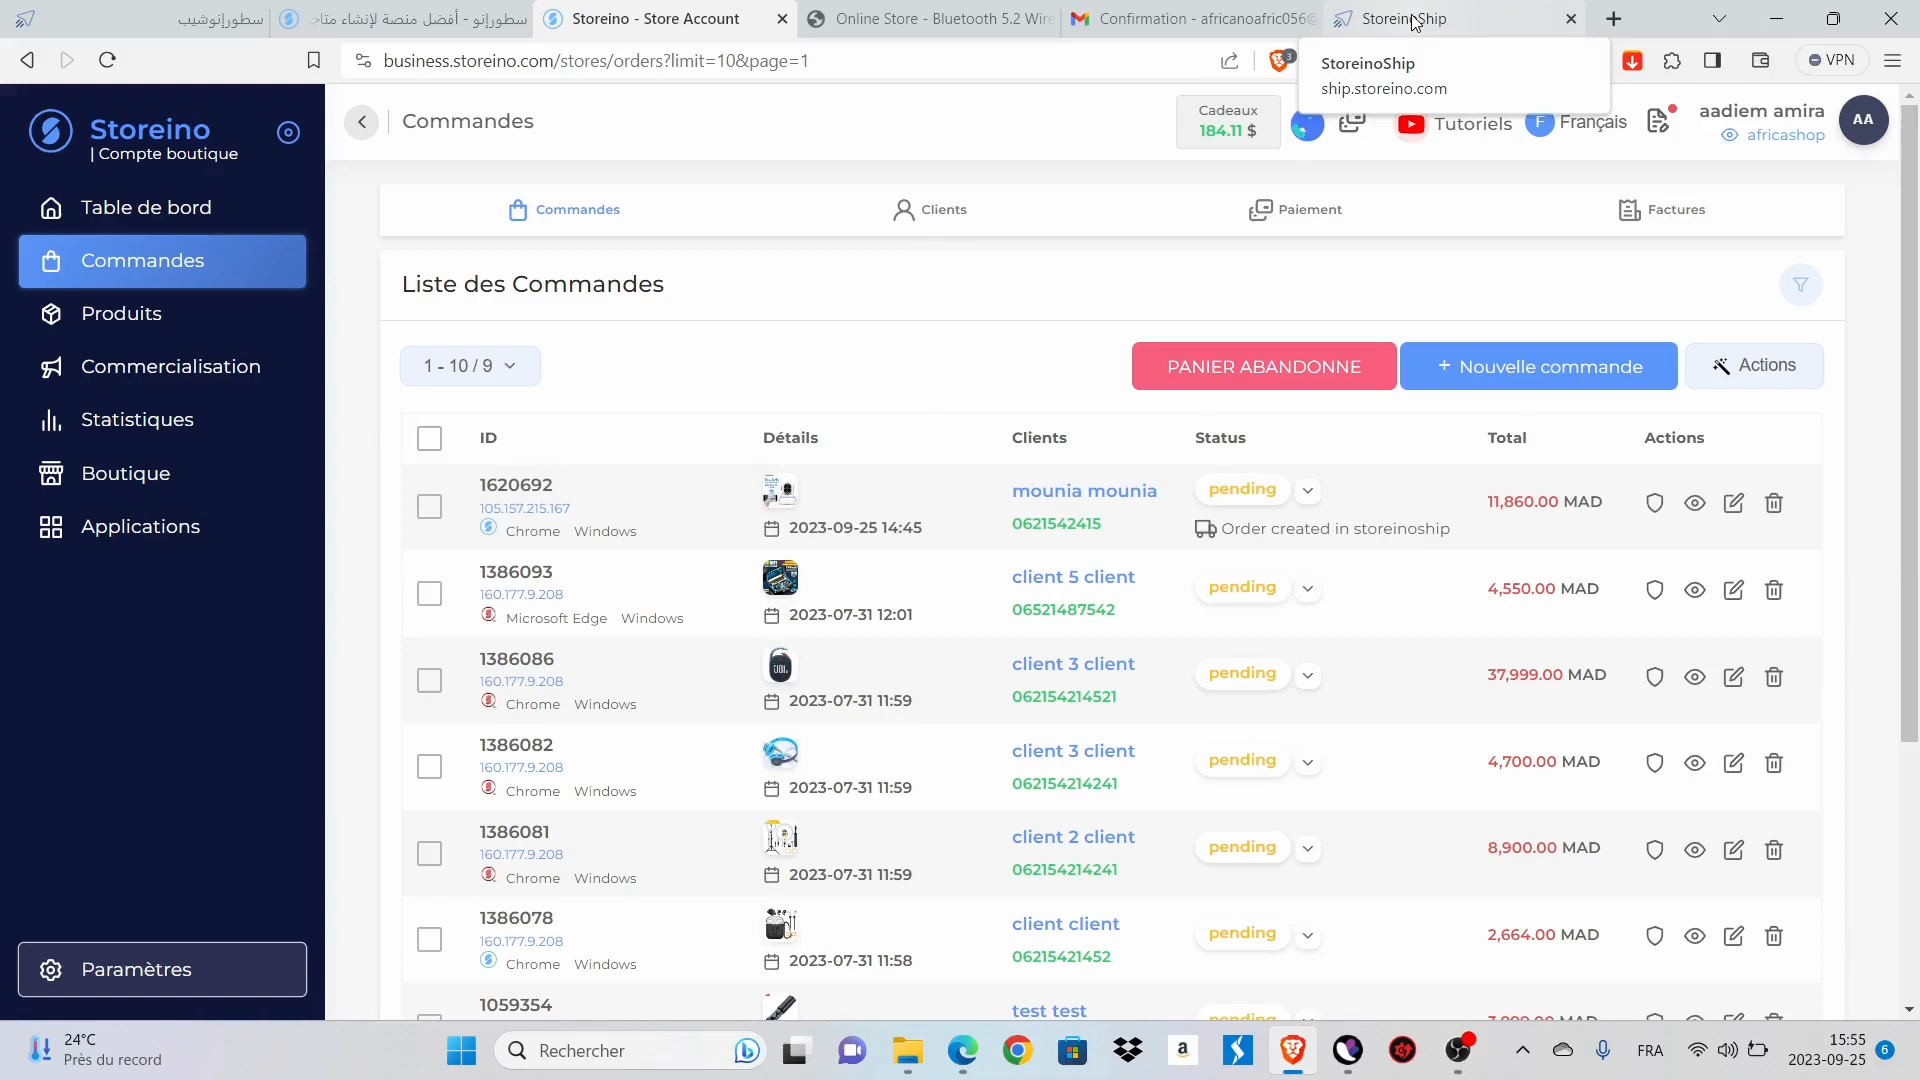 سطورإنوشيب
سطورإنو - أفضل منصة لإنشاء متاج
Storeino - Store Account
Online Store - Bluetooth 5.2 Wire
Confirmation - africanoafric056@
StoreinoShip
business.storeino.com/stores/orders?limit=10&page=1
3
VPN
StoreinoShip
ship.storeino.com
Storeino
| Compte boutique
Commandes
Cadeaux
184.11 $
Tutoriels
F
Français
aadiem amira
africashop
AA
Table de bord
Commandes
Produits
Commercialisation
Statistiques
Boutique
Applications
Paramètres
Commandes
Clients
Paiement
Factures
Liste des Commandes
1 - 10 / 9
PANIER ABANDONNE
+ Nouvelle commande
Actions
ID
Détails
Clients
Status
Total
Actions
1620692
105.157.215.167
Chrome Windows
2023-09-25 14:45
mounia mounia
0621542415
pending
Order created in storeinoship
11,860.00 MAD
1386093
160.177.9.208
Microsoft Edge Windows
2023-07-31 12:01
client 5 client
06521487542
pending
4,550.00 MAD
1386086
160.177.9.208
Chrome Windows
JBL
2023-07-31 11:59
client 3 client
062154214521
pending
37,999.00 MAD
1386082
160.177.9.208
Chrome Windows
2023-07-31 11:59
client 3 client
062154214241
pending
4,700.00 MAD
1386081
160.177.9.208
Chrome Windows
2023-07-31 11:59
client 2 client
062154214241
pending
8,900.00 MAD
1386078
160.177.9.208
Chrome Windows
2023-07-31 11:58
client client
06215421452
pending
2,664.00 MAD
1059354
test test
pending
24°C
Près du record
Rechercher
a
FRA
15:55
2023-09-25
6